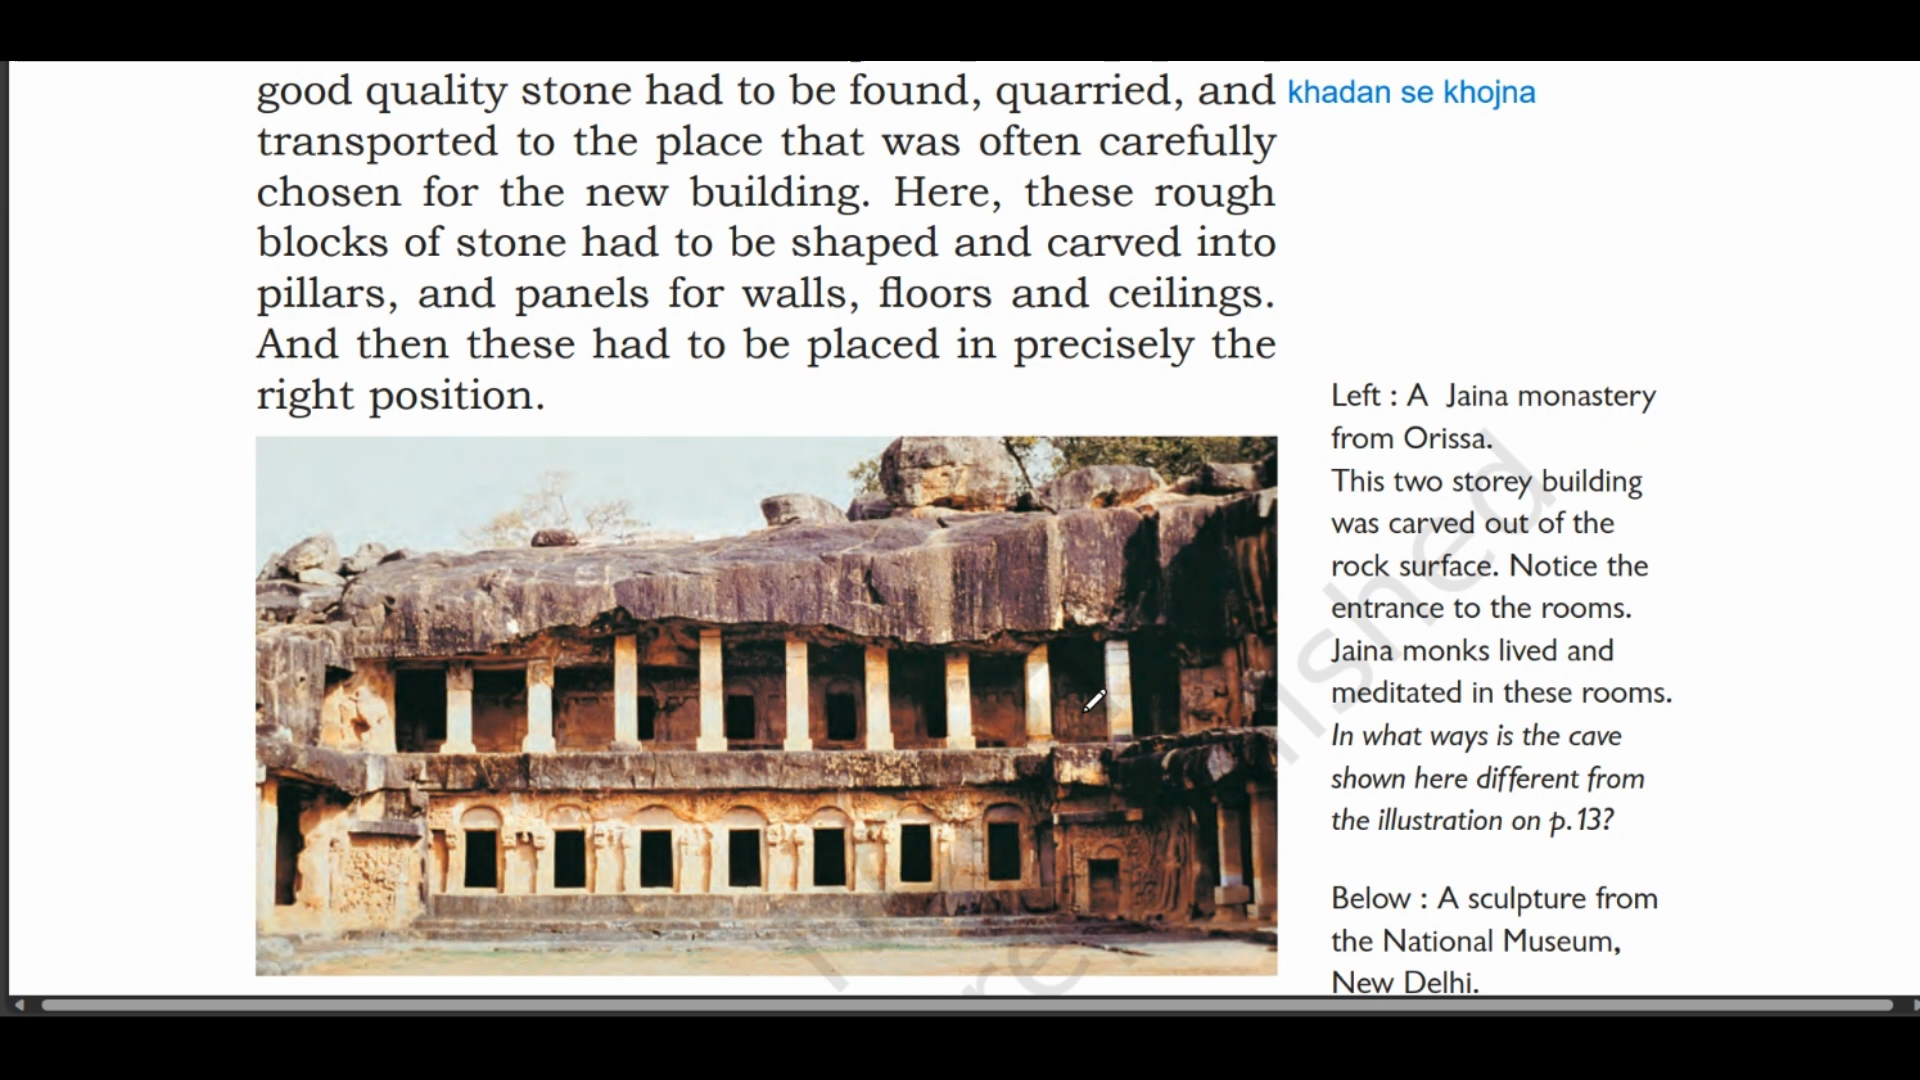 good quality stone had to be found, quarried, and khadan se khojna
transported to the place that was often carefully
chosen for the new building. Here, these rough
blocks of stone had to be shaped and carved into
pillars, and panels for walls, floors and ceilings.
And then these had to be placed in precisely the
right position.
Left : A Jaina monastery
from Orissa.
This two storey building
was carved out of the
rock surface. Notice the
entrance to the rooms.
Jaina monks lived and
meditated in these rooms.
In what ways is the cave
shown here different from
the illustration on p.13?
Below : A sculpture from
the National Museum,
New Delhi.